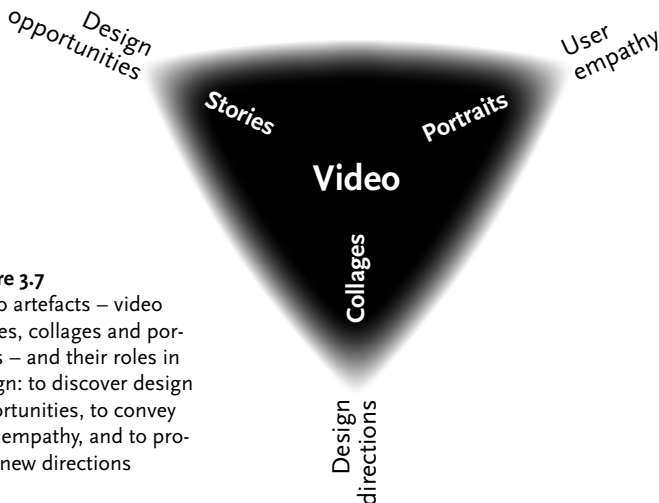 Design
opportunities
User
empathy
Stories
Portraits
Video
Collages
Design
directions
re 3.7
o artefacts – video
es, collages and por-
s – and their roles in
gn: to discover design
ortunities, to convey
empathy, and to pro-
new directions